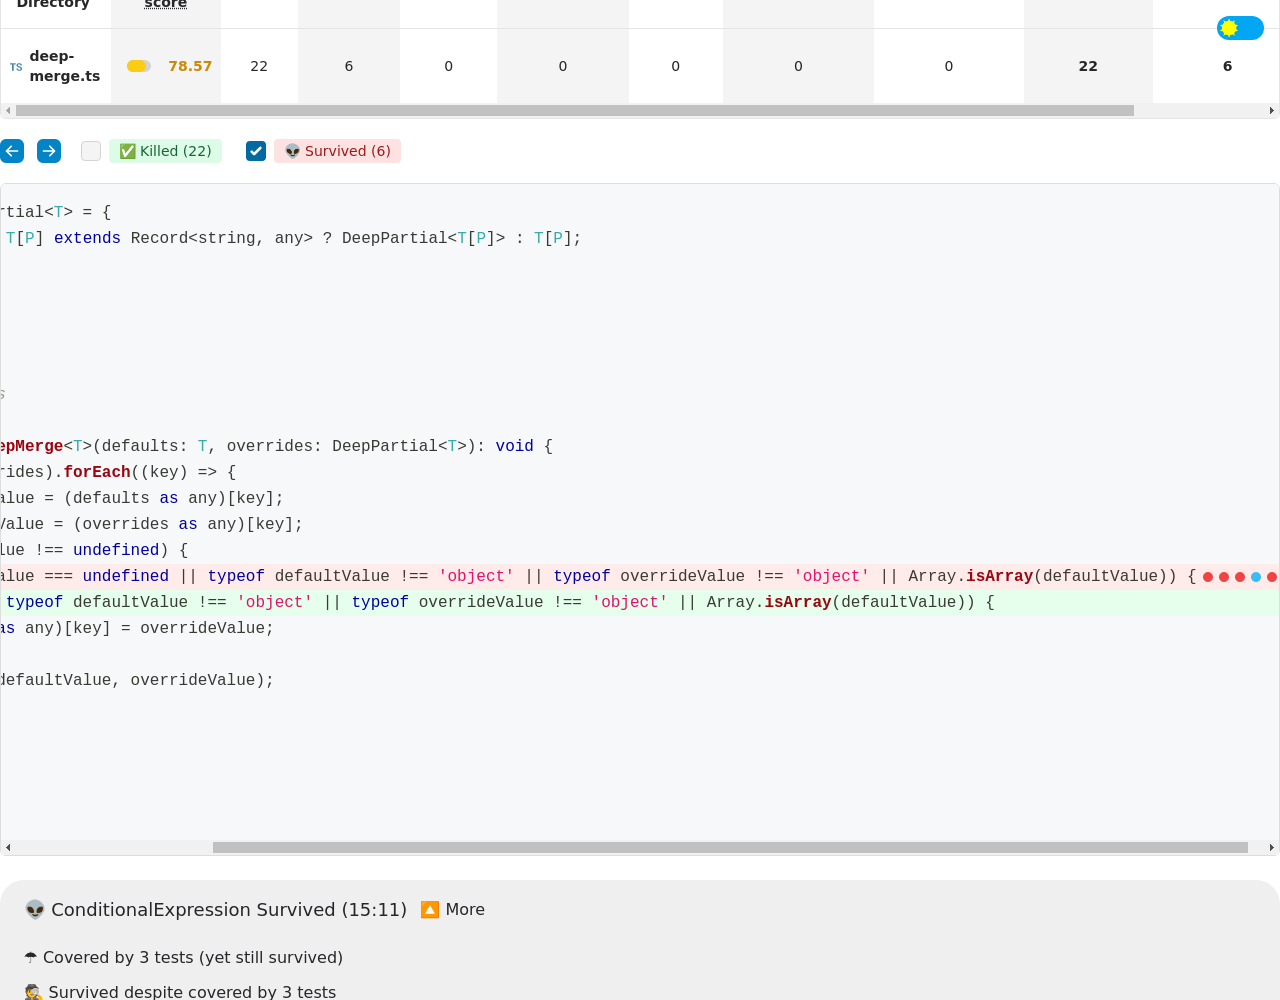 Directory score
TS deep-merge.ts 78.57 22 6 0 0 0 0 0 22 6
✅ Killed (22) 👽 Survived (6)
rtial<T> = {
T[P] extends Record<string, any> ? DeepPartial<T[P]> : T[P];
s
epMerge<T>(defaults: T, overrides: DeepPartial<T>): void {
rides).forEach((key) => {
alue = (defaults as any)[key];
Value = (overrides as any)[key];
lue !== undefined) {
alue === undefined || typeof defaultValue !== 'object' || typeof overrideValue !== 'object' || Array.isArray(defaultValue)) {
typeof defaultValue !== 'object' || typeof overrideValue !== 'object' || Array.isArray(defaultValue)) {
as any)[key] = overrideValue;
defaultValue, overrideValue);
👽 ConditionalExpression Survived (15:11) 🔼 More
☂ Covered by 3 tests (yet still survived)
🕵 Survived despite covered by 3 tests